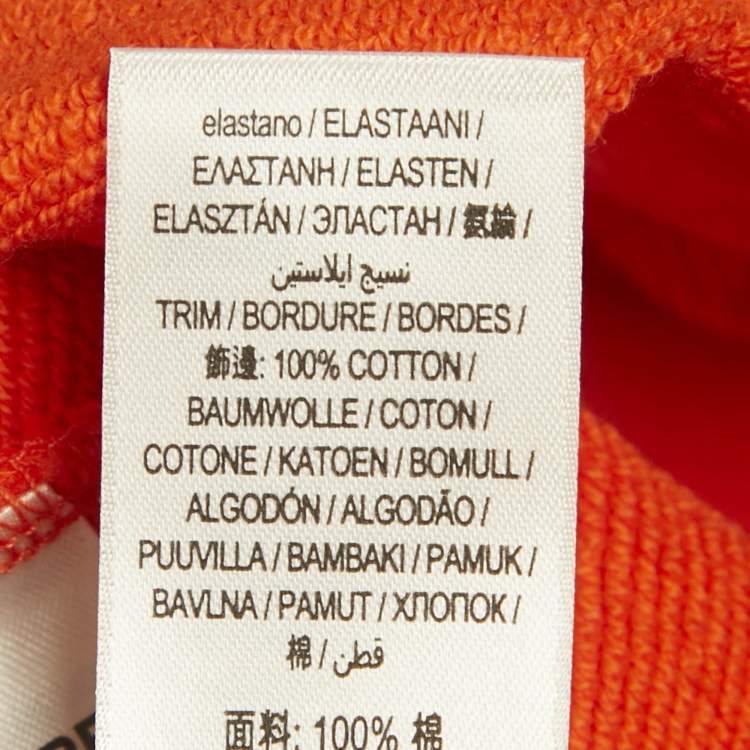 elastano / ELASTAANI /
ΕΛΑΣΤΑΝΗ / ELASTEN /
ELASZTÁN / ЭЛАСТАН / 氨綸 /
نسيج ايلاستين
TRIM / BORDURE / BORDES /
飾邊: 100% COTTON /
BAUMWOLLE / COTON /
COTONE / KATOEN / BOMULL /
ALGODÓN / ALGODÃO /
PUUVILLA / BAMBAKI / PAMUK /
BAVLNA / PAMUT / ХЛОПОК /
棉 / قطن /
面料: 100% 棉